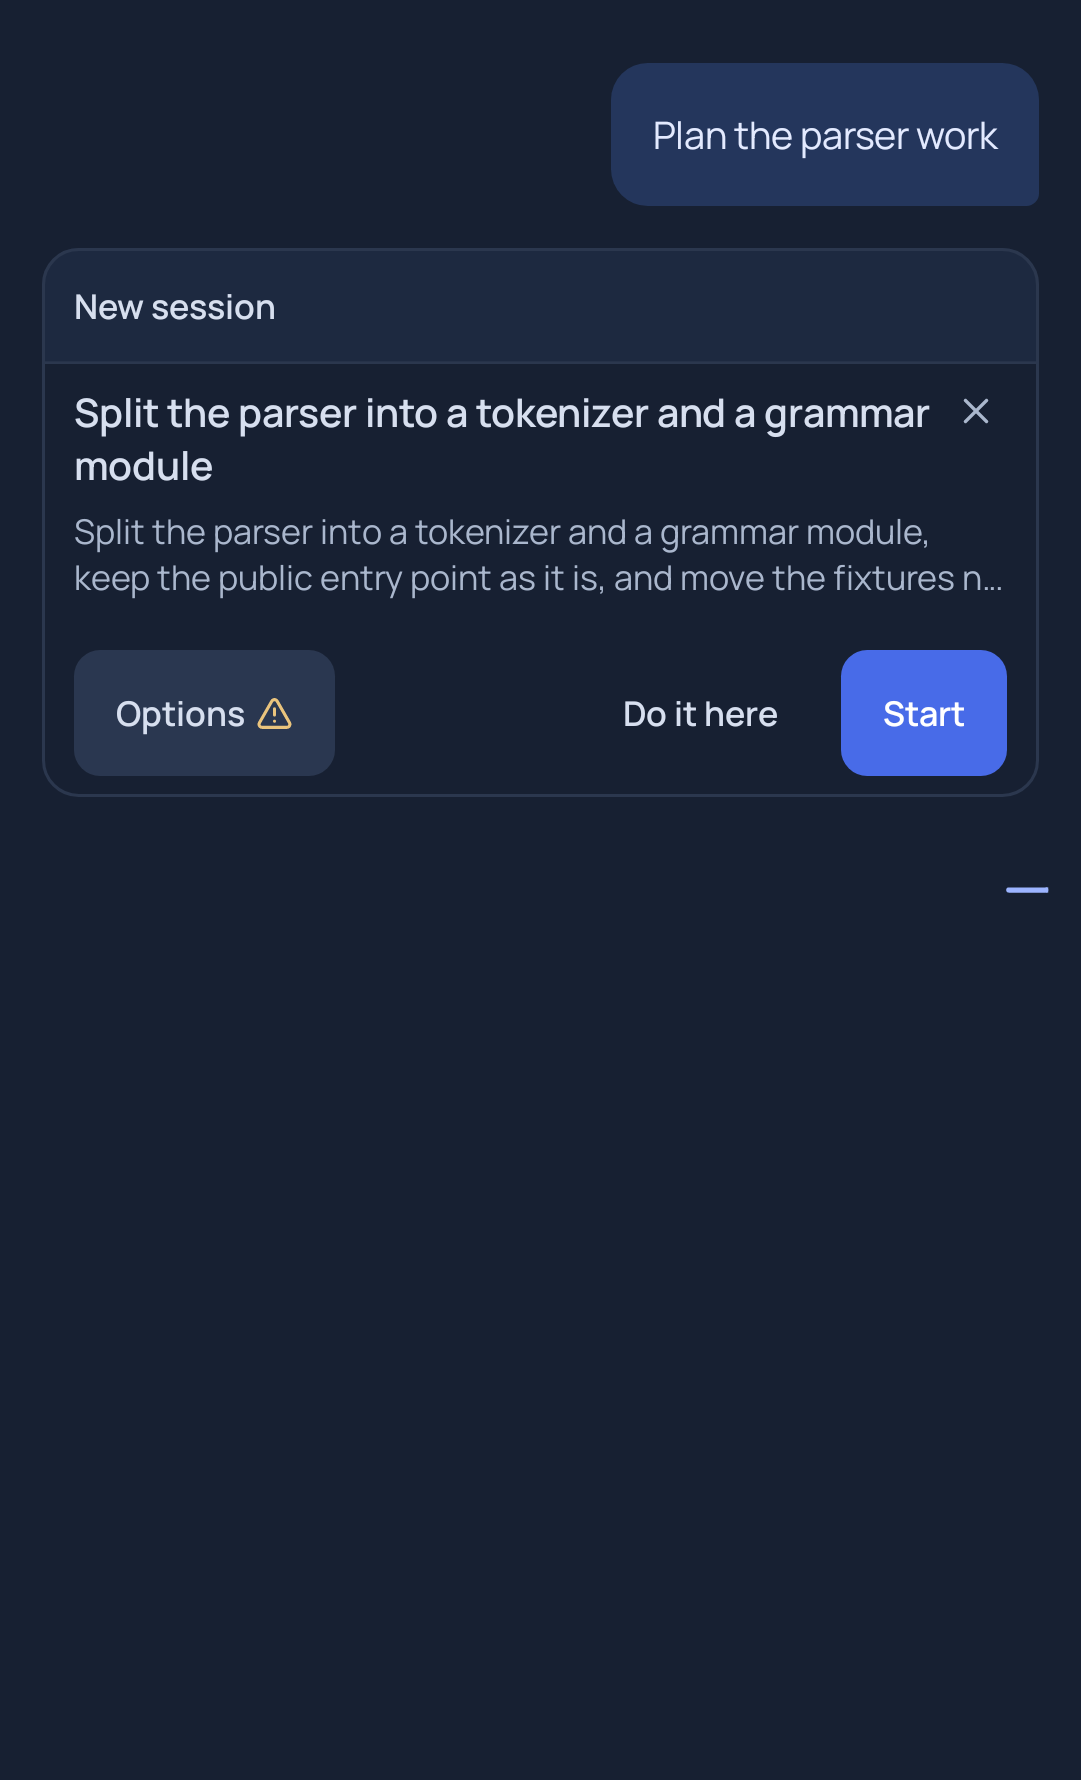 Plan the parser work
New session
Split the parser into a tokenizer and a grammar
module
Split the parser into a tokenizer and a grammar module,
keep the public entry point as it is, and move the fixtures n…
Options
Do it here
Start